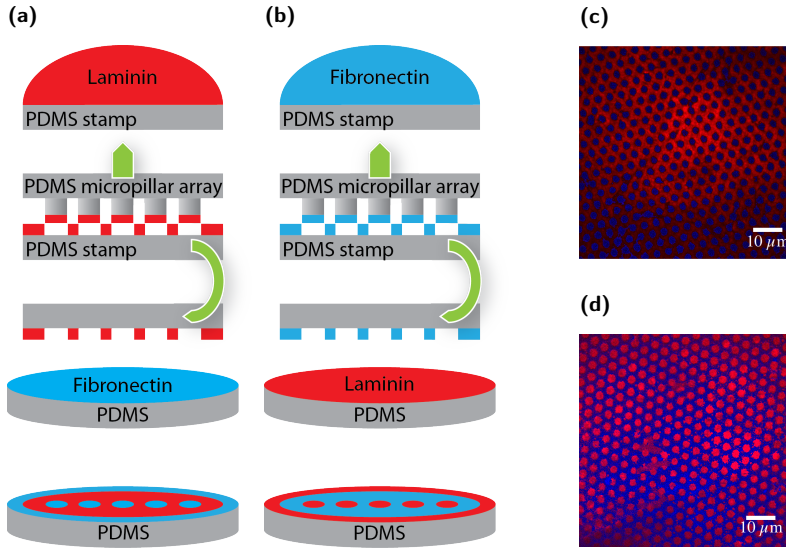 (a)
Laminin
PDMS stamp
PDMS micropillar array
PDMS stamp
Fibronectin
PDMS
PDMS
(b)
Fibronectin
PDMS stamp
PDMS micropillar array
PDMS stamp
Laminin
PDMS
PDMS
(c)
10 µm
(d)
10 µm